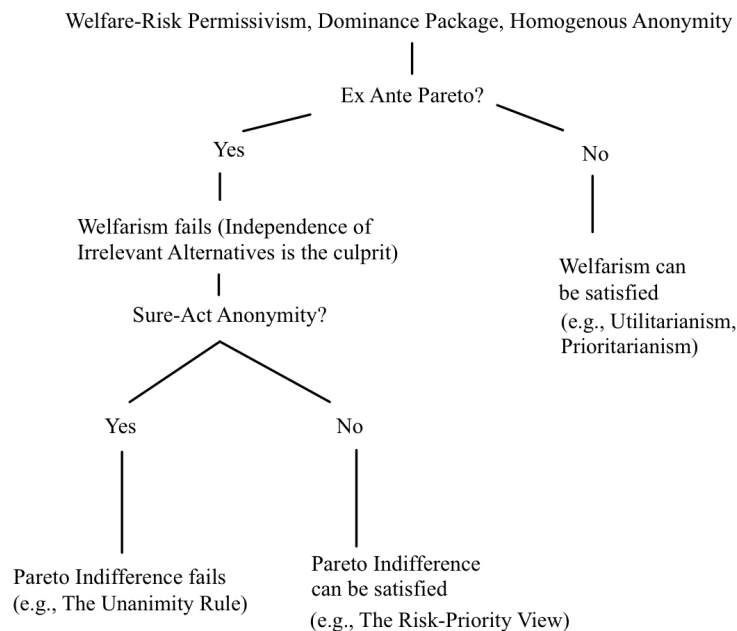 Welfare-Risk Permissivism, Dominance Package, Homogenous Anonymity
Ex Ante Pareto?
Yes
No
Welfarism fails (Independence of
Irrelevant Alternatives is the culprit)
Welfarism can
be satisfied
(e.g., Utilitarianism,
Prioritarianism)
Sure-Act Anonymity?
Yes
No
Pareto Indifference fails
(e.g., The Unanimity Rule)
Pareto Indifference
can be satisfied
(e.g., The Risk-Priority View)